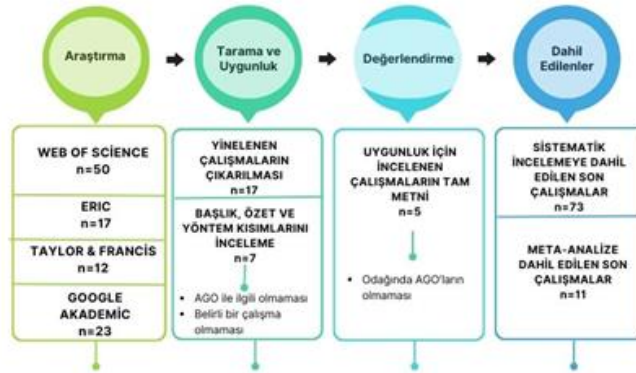 Araştırma
Tarama ve
Uygunluk
Değerlendirme
Dahil
Edilenler
WEB OF SCİENCE
n=50
ERIC
n=17
TAYLOR & FRANCİS
n=12
GOOGLE
AKADEMİC
n=23
YİNELENEN
ÇALIŞMALARIN
ÇIKARILMASI
n=17
BAŞLIK, ÖZET VE
YÖNTEM KISIMLARINI
İNCELEME
n=7
• AGO ile ilgili olmaması
• Belirli bir çalışma
olmaması
UYGUNLUK İÇİN
İNCELENEN
ÇALIŞMALARIN TAM
METNİ
n=5
• Odağında AGO'ların
olmaması
SİSTEMATİK
İNCELEMEYE DAHİL
EDİLEN SON
ÇALIŞMALAR
n=73
META-ANALİZE
DAHİL EDİLEN SON
ÇALIŞMALAR
n=11